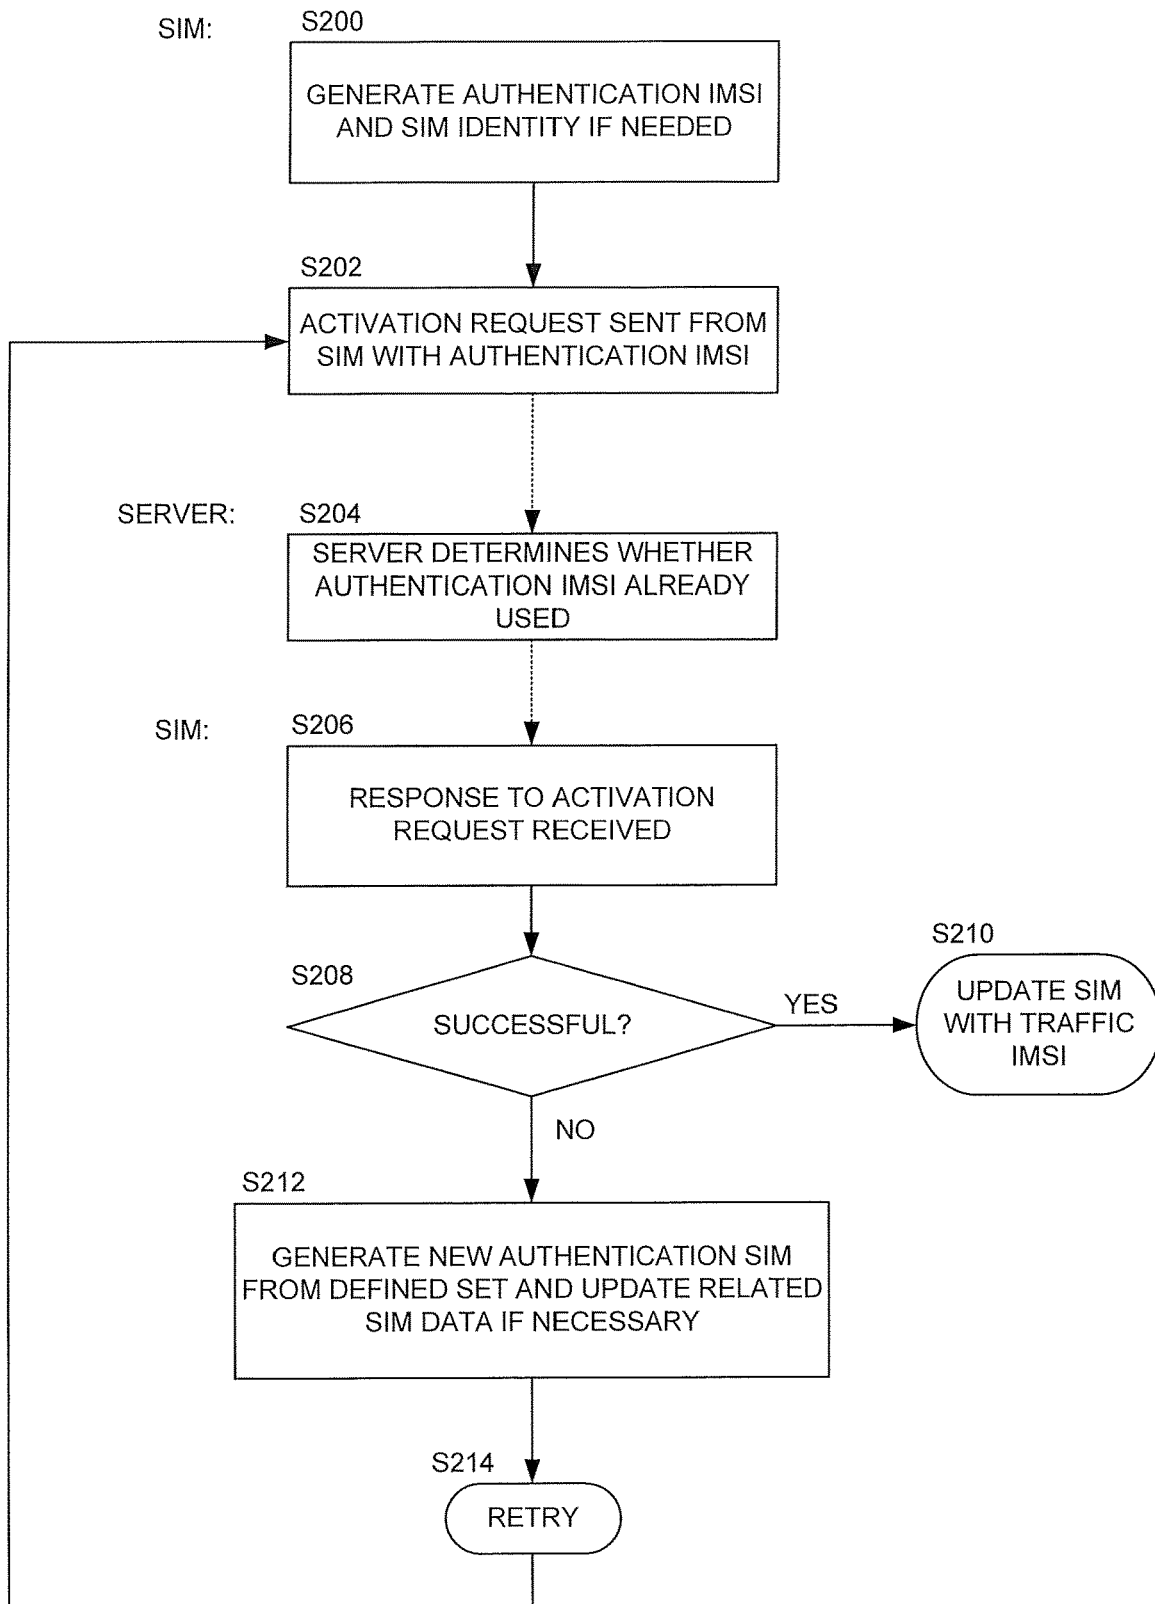 SIM:
S200
GENERATE AUTHENTICATION IMSI
AND SIM IDENTITY IF NEEDED
S202
ACTIVATION REQUEST SENT FROM
SIM WITH AUTHENTICATION IMSI
SERVER:
S204
SERVER DETERMINES WHETHER
AUTHENTICATION IMSI ALREADY
USED
SIM:
S206
RESPONSE TO ACTIVATION
REQUEST RECEIVED
S208
SUCCESSFUL?
YES
S210
UPDATE SIM
WITH TRAFFIC
IMSI
NO
S212
GENERATE NEW AUTHENTICATION SIM
FROM DEFINED SET AND UPDATE RELATED
SIM DATA IF NECESSARY
S214
RETRY